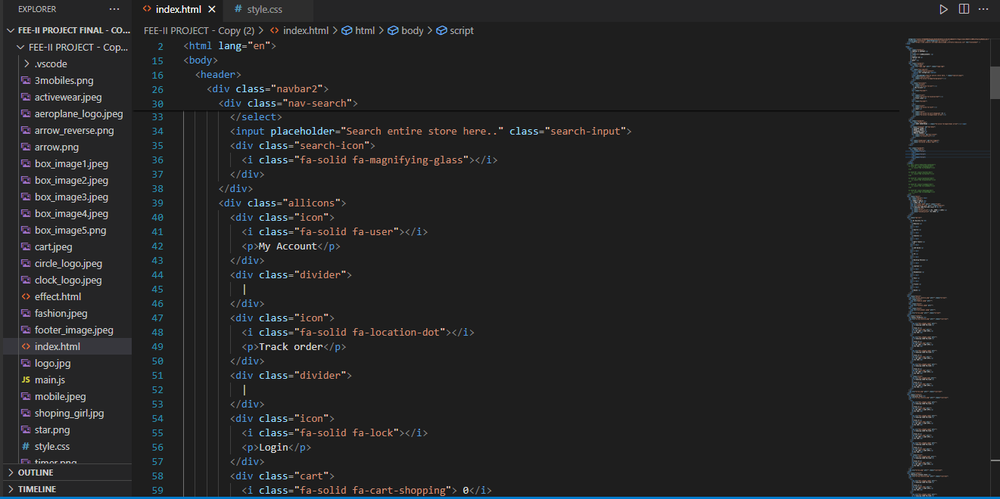 EXPLORER ···
index.html ×
# style.css
···
FEE-II PROJECT FINAL - CO...
FEE-II PROJECT - Copy (2) > <> index.html > html > body > script
FEE-II PROJECT - Cop...
.vscode
3mobiles.png
activewear.jpeg
aeroplane_logo.jpeg
arrow_reverse.png
arrow.png
box_image1.jpeg
box_image2.jpeg
box_image3.jpeg
box_image4.jpeg
box_image5.png
cart.jpeg
circle_logo.jpeg
clock_logo.jpeg
<> effect.html
fashion.jpeg
footer_image.jpeg
<> index.html
logo.jpg
JS main.js
mobile.jpeg
shoping_girl.jpg
star.png
# style.css
timer.png
OUTLINE
TIMELINE
2 <html lang="en">
15 <body>
16 <header>
26 <div class="navbar2">
30 <div class="nav-search">
33 </select>
34 <input placeholder="Search entire store here.." class="search-input">
35 <div class="search-icon">
36 <i class="fa-solid fa-magnifying-glass"></i>
37 </div>
38 </div>
39 <div class="allicons">
40 <div class="icon">
41 <i class="fa-solid fa-user"></i>
42 <p>My Account</p>
43 </div>
44 <div class="divider">
45 |
46 </div>
47 <div class="icon">
48 <i class="fa-solid fa-location-dot"></i>
49 <p>Track order</p>
50 </div>
51 <div class="divider">
52 |
53 </div>
54 <div class="icon">
55 <i class="fa-solid fa-lock"></i>
56 <p>Login</p>
57 </div>
58 <div class="cart">
59 <i class="fa-solid fa-cart-shopping"> 0</i>